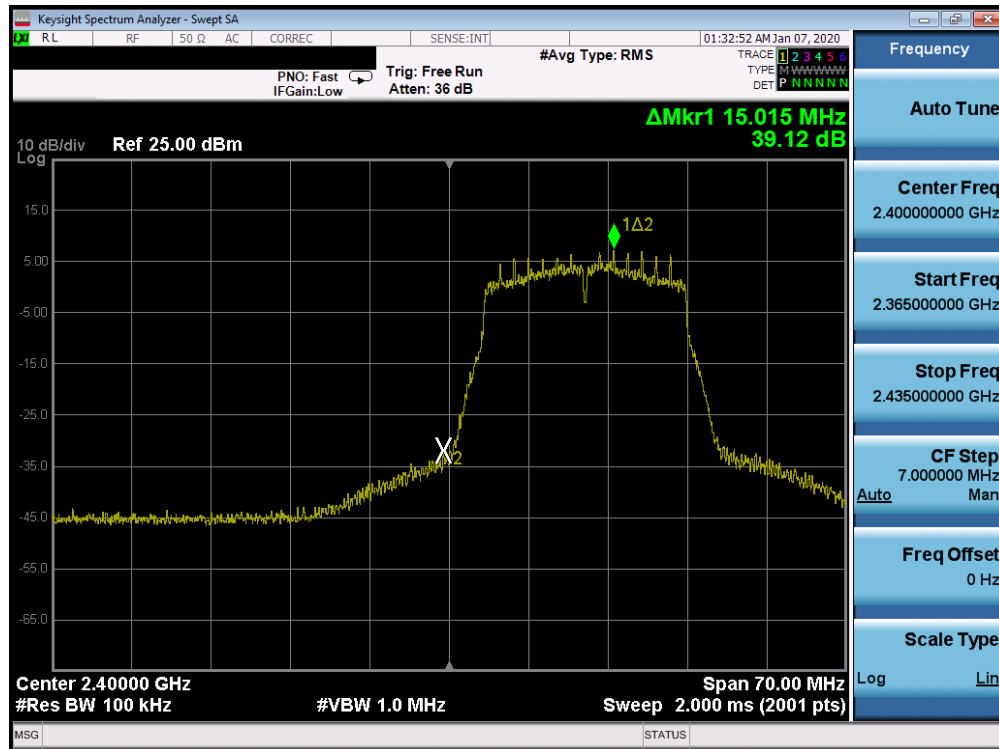 Keysight Spectrum Analyzer - Swept SA
LXI RL RF 50 Ω AC CORREC SENSE:INT 01:32:52 AM Jan 07, 2020
#Avg Type: RMS TRACE 1 2 3 4 5 6
PNO: Fast Trig: Free Run TYPE M WWWWW
IFGain:Low Atten: 36 dB DET P N N N N N
ΔMkr1 15.015 MHz
39.12 dB
10 dB/div Ref 25.00 dBm
Log
15.0
1Δ2
5.00
-5.00
-15.0
-25.0
X2
-35.0
-45.0
-55.0
-65.0
Center 2.40000 GHz Span 70.00 MHz
#Res BW 100 kHz #VBW 1.0 MHz Sweep 2.000 ms (2001 pts)
MSG STATUS
Frequency
Auto Tune
Center Freq
2.400000000 GHz
Start Freq
2.365000000 GHz
Stop Freq
2.435000000 GHz
CF Step
7.000000 MHz
Auto Man
Freq Offset
0 Hz
Scale Type
Log Lin